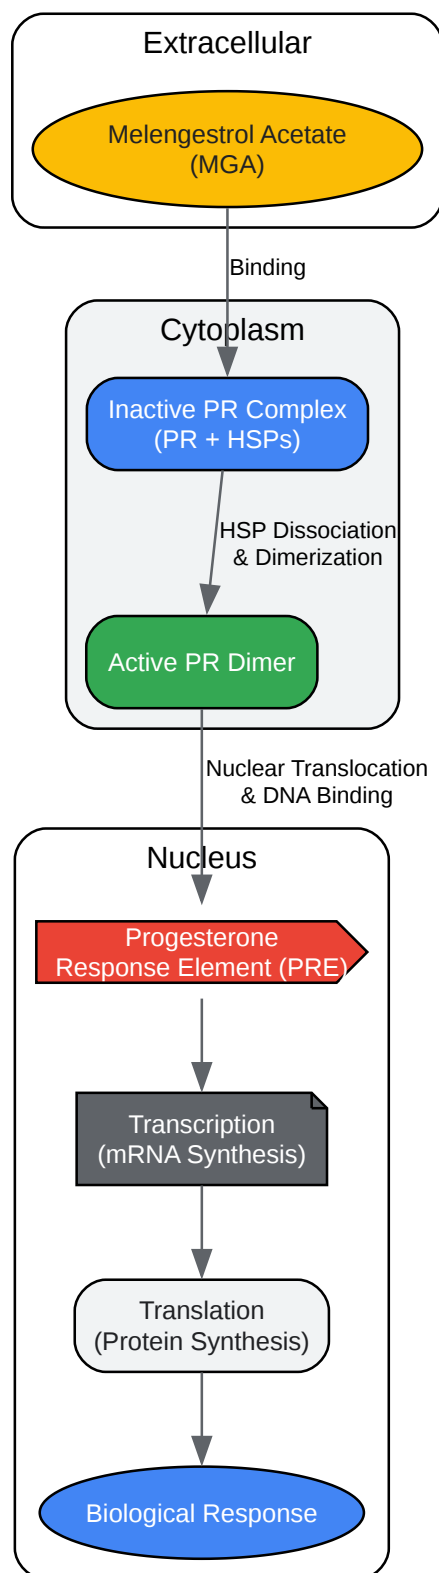 Extracellular
Melengestrol Acetate
(MGA)
Binding
Cytoplasm
Inactive PR Complex
(PR + HSPs)
HSP Dissociation
& Dimerization
Active PR Dimer
Nuclear Translocation
& DNA Binding
Nucleus
Progesterone
Response Element (PRE)
Transcription
(mRNA Synthesis)
Translation
(Protein Synthesis)
Biological Response